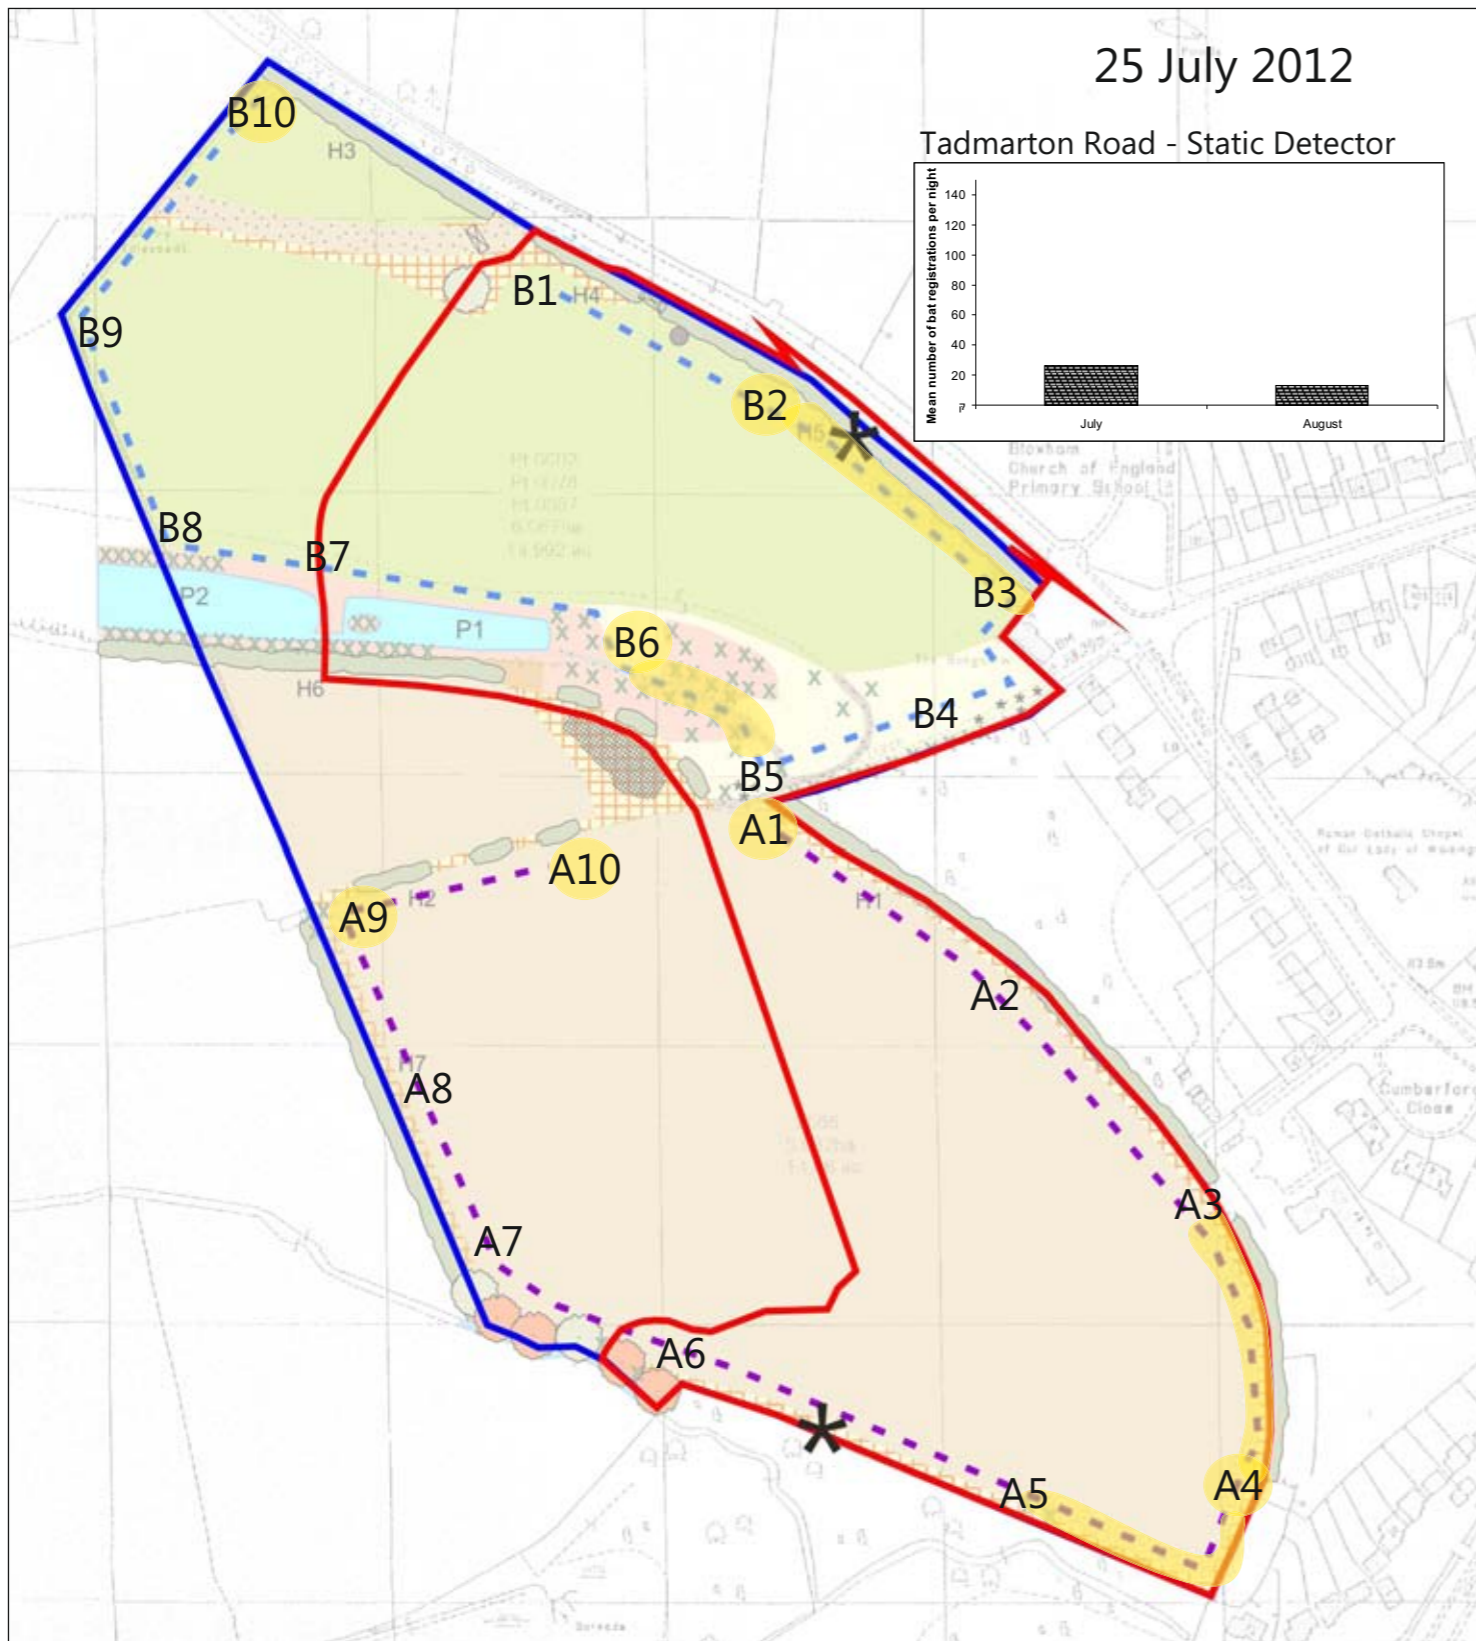 25 July 2012
Tadmarton Road - Static Detector
Mean number of bat registrations per night
140
120
100
80
60
40
20
July
August
B10
H3
B9
B1
H4
B2
H5
Bloxham
Church of England
Primary School
B3
B8
B7
P2
P1
B6
H6
B4
B5
A1
A10
A9
H2
H1
A2
H7
A8
Cumberford
Close
A3
A7
A6
A5
A4